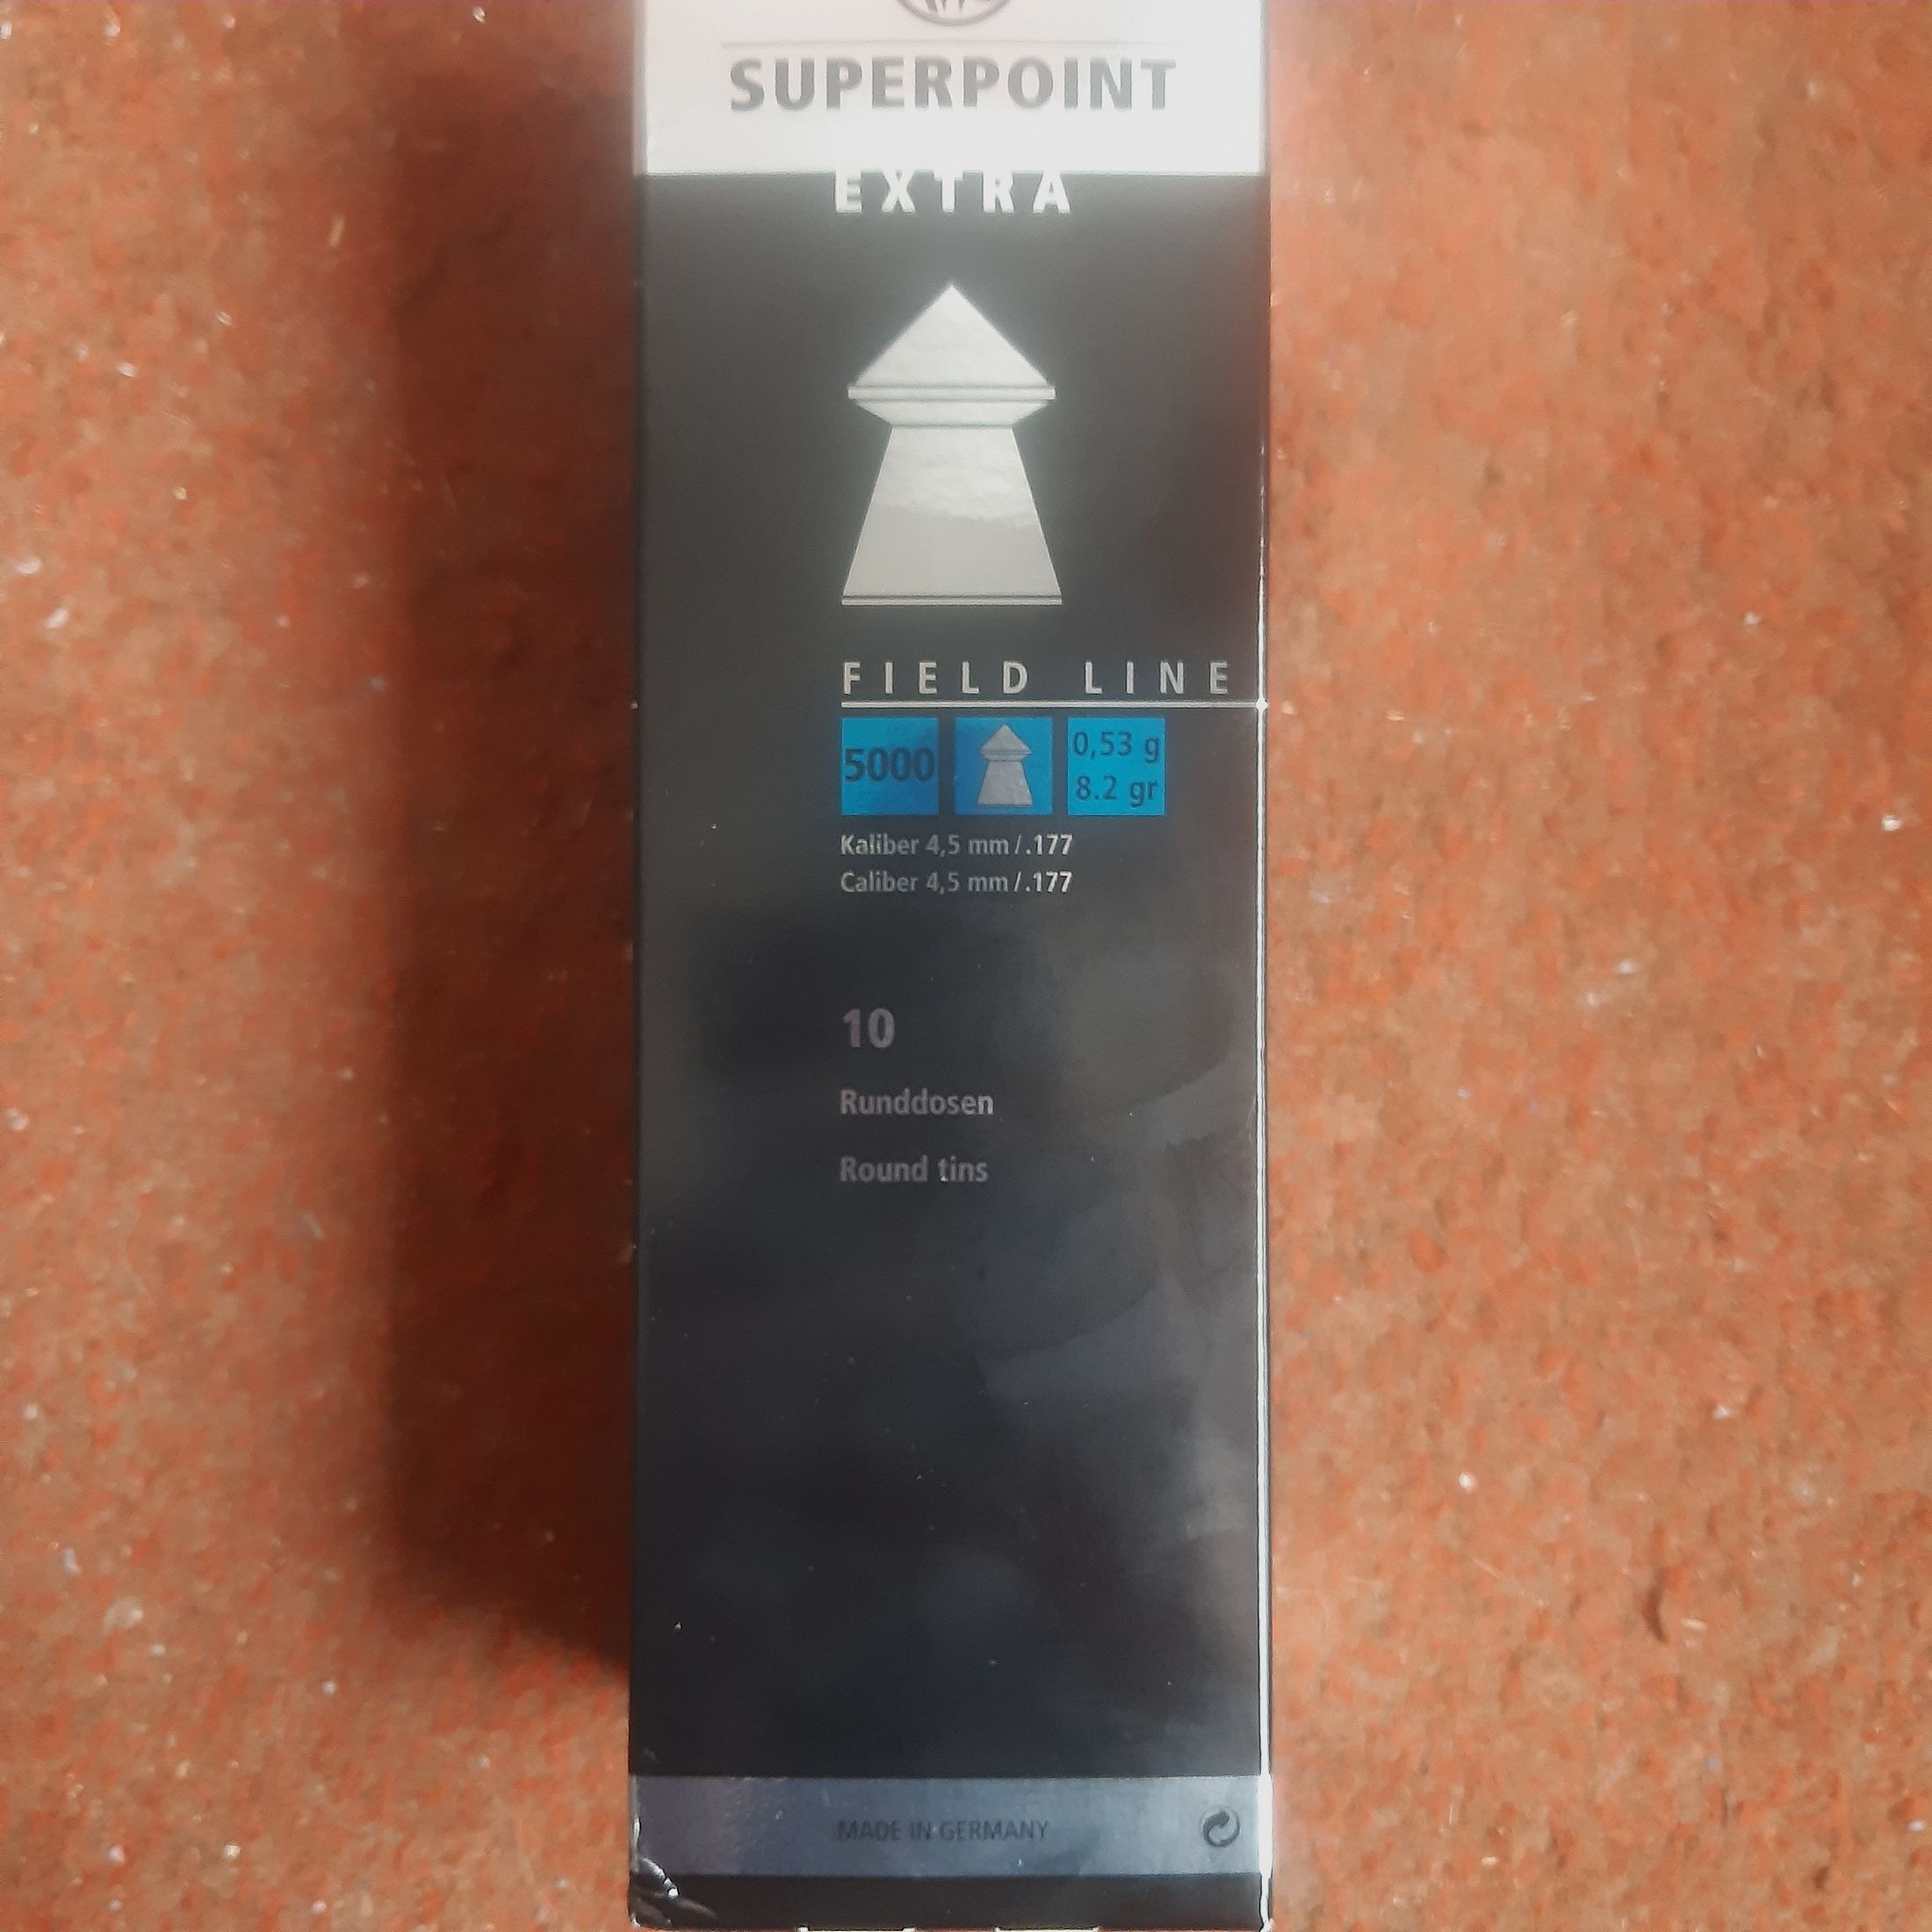 SUPERPOINT
EXTRA
FIELD LINE
5000
0,53 g
8.2 gr
Kaliber 4,5 mm/.177
Caliber 4,5 mm/.177
10
Runddosen
Round tins
MADE IN GERMANY